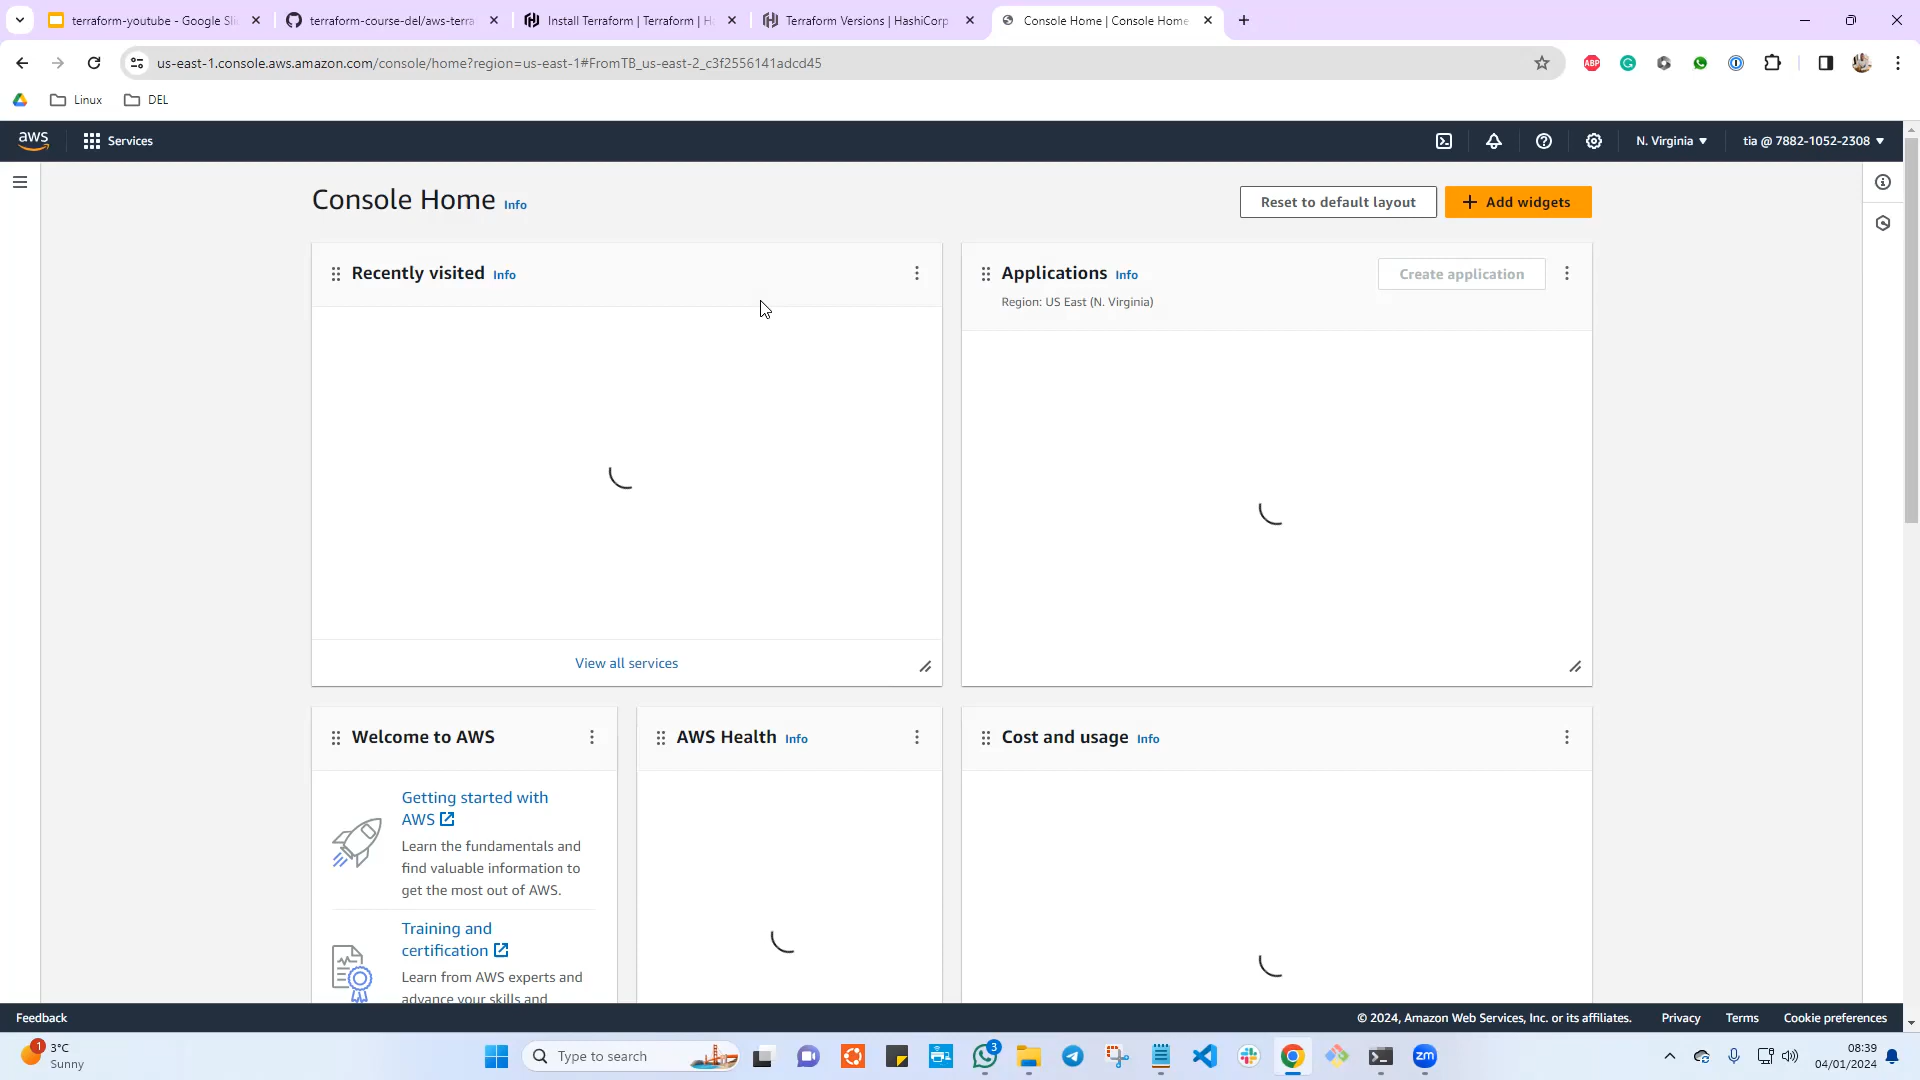 terraform-youtube - Google Sli
terraform-course-del/aws-terra
Install Terraform | Terraform | H
Terraform Versions | HashiCorp
Console Home | Console Home
us-east-1.console.aws.amazon.com/console/home?region=us-east-1#FromTB_us-east-2_c3f2556141adcd45
ABP
Linux
DEL
aws
Services
N. Virginia
tia @ 7882-1052-2308
Console Home Info
Reset to default layout
Add widgets
Recently visited Info
Applications Info
Create application
Region: US East (N. Virginia)
View all services
Welcome to AWS
AWS Health Info
Cost and usage Info
Getting started with
AWS
Learn the fundamentals and
find valuable information to
get the most out of AWS.
Training and
certification
Learn from AWS experts and
advance your skills and
Feedback
© 2024, Amazon Web Services, Inc. or its affiliates.
Privacy
Terms
Cookie preferences
1
3°C
Sunny
Type to search
3
zm
08:39
04/01/2024